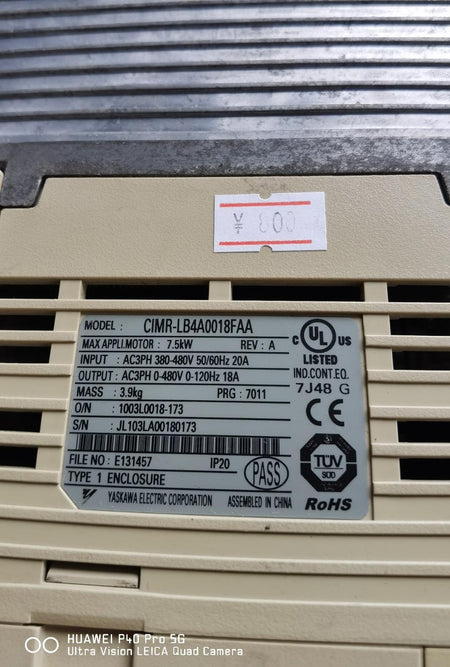 ¥ 800
MODEL : CIMR-LB4A0018FAA
MAX APPLI.MOTOR : 7.5kW REV : A
INPUT : AC3PH 380-480V 50/60Hz 20A
OUTPUT : AC3PH 0-480V 0-120Hz 18A
MASS : 3.9kg PRG : 7011
O/N : 1003L0018-173
S/N : JL103LA00180173
FILE NO : E131457 IP20
TYPE 1 ENCLOSURE
PASS
YASKAWA ELECTRIC CORPORATION ASSEMBLED IN CHINA
C UL US
LISTED
IND.CONT.EQ.
7J48 G
CE
TÜV
SÜD
RoHS
HUAWEI P40 Pro 5G
Ultra Vision LEICA Quad Camera